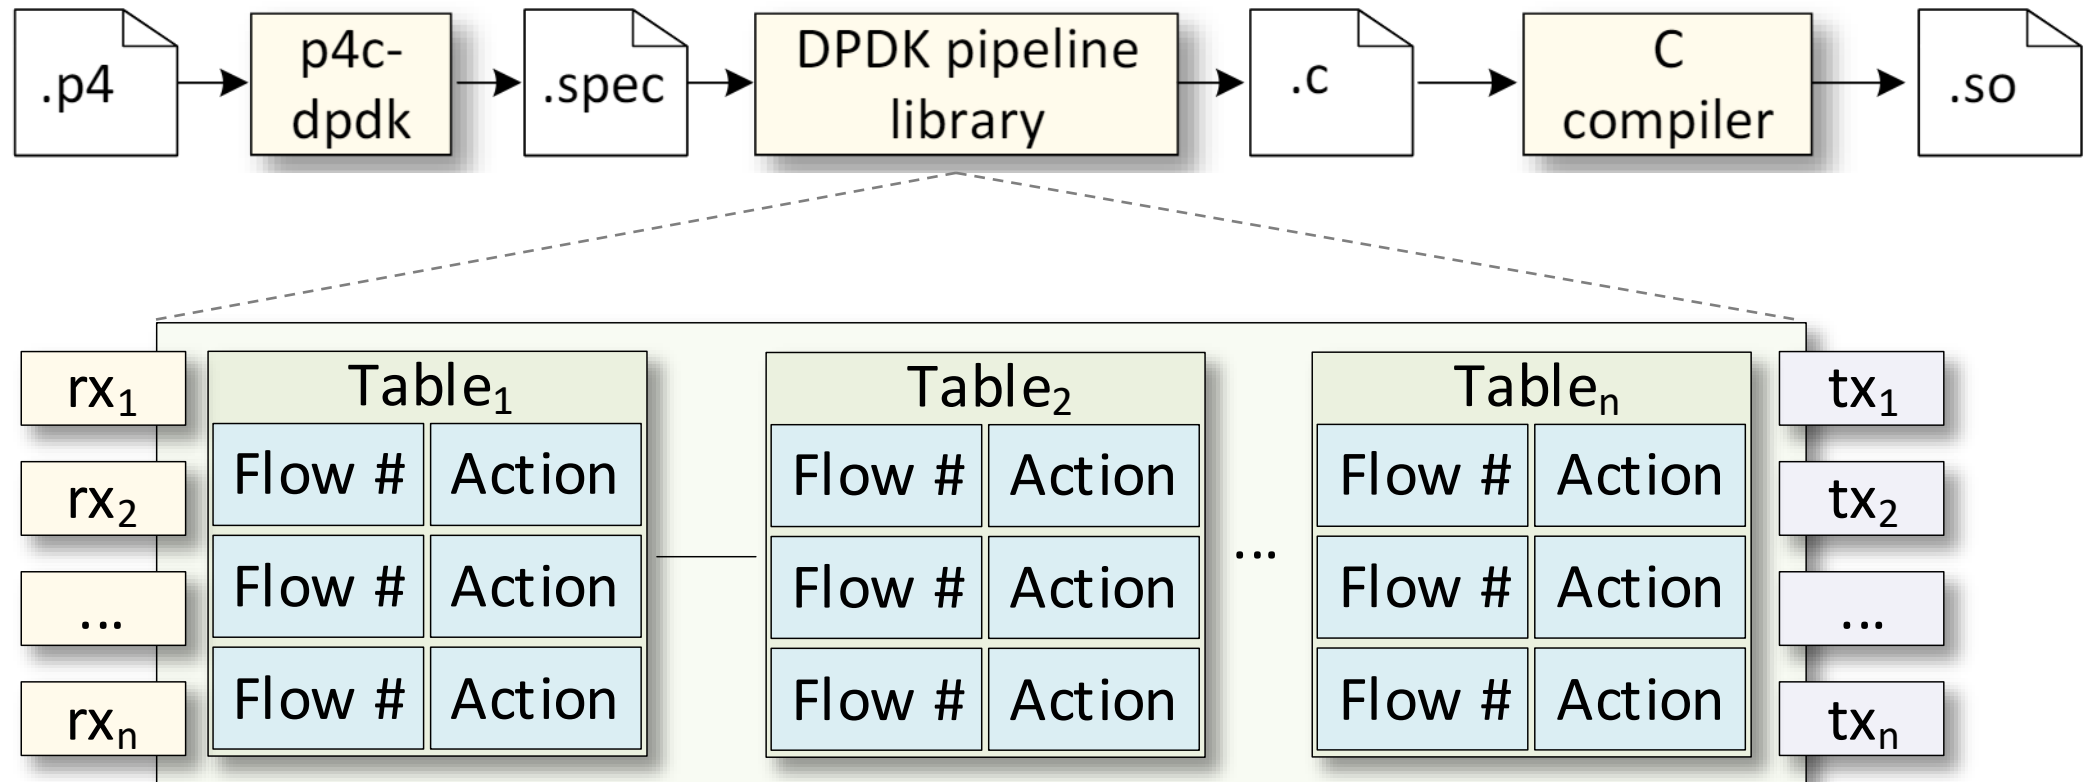 .p4
p4c-
dpdk
.spec
DPDK pipeline
library
.c
C
compiler
.so
rx₁
rx₂
...
rxₙ
Table₁
Flow # Action
Flow # Action
Flow # Action
Table₂
Flow # Action
Flow # Action
Flow # Action
...
Tableₙ
Flow # Action
Flow # Action
Flow # Action
tx₁
tx₂
...
txₙ